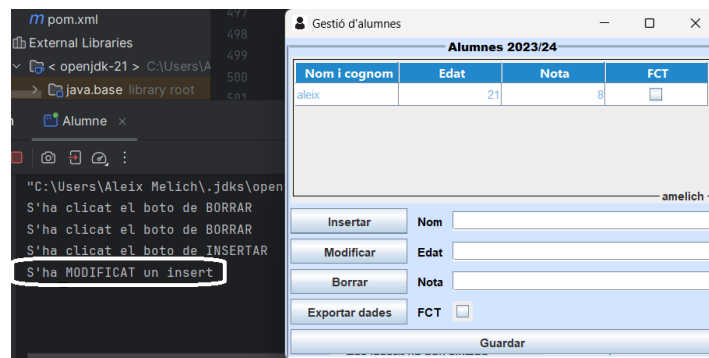 pom.xml
External Libraries
< openjdk-21 > C:\Users\A
java.base library root
497
498
499
500
501
Alumne
"C:\Users\Aleix Melich\.jdks\open
S'ha clicat el boto de BORRAR
S'ha clicat el boto de BORRAR
S'ha clicat el boto de INSERTAR
S'ha MODIFICAT un insert
Gestió d'alumnes
Alumnes 2023/24
Nom i cognom Edat Nota FCT
aleix 21 8
amelich
Insertar Nom
Modificar Edat
Borrar Nota
Exportar dades FCT
Guardar